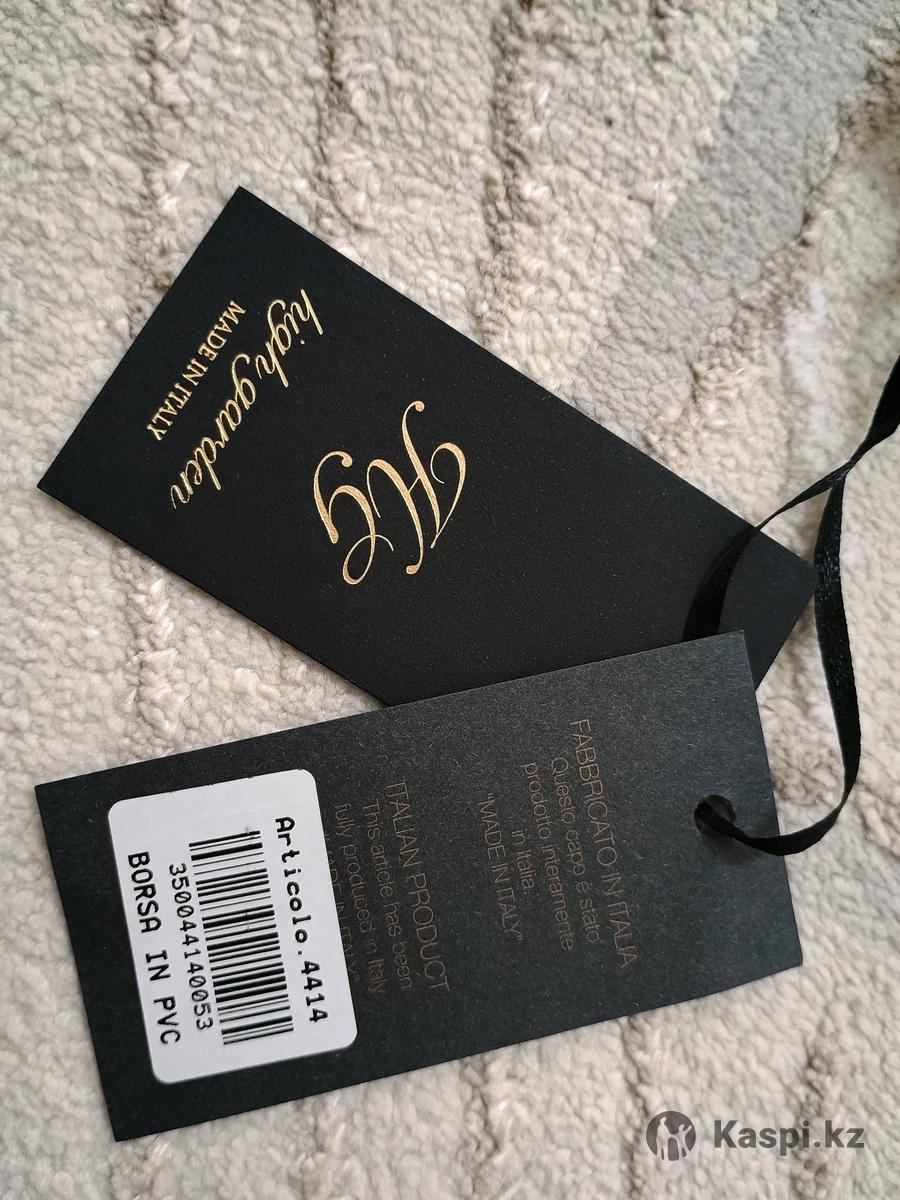 HG
high garden
MADE IN ITALY
FABBRICATO IN ITALIA
Questo capo è stato
prodotto interamente
in Italia.
"MADE IN ITALY"
ITALIAN PRODUCT
This article has been
fully produced in Italy
Articolo.4414
350044140053
BORSA IN PVC
Kaspi.kz